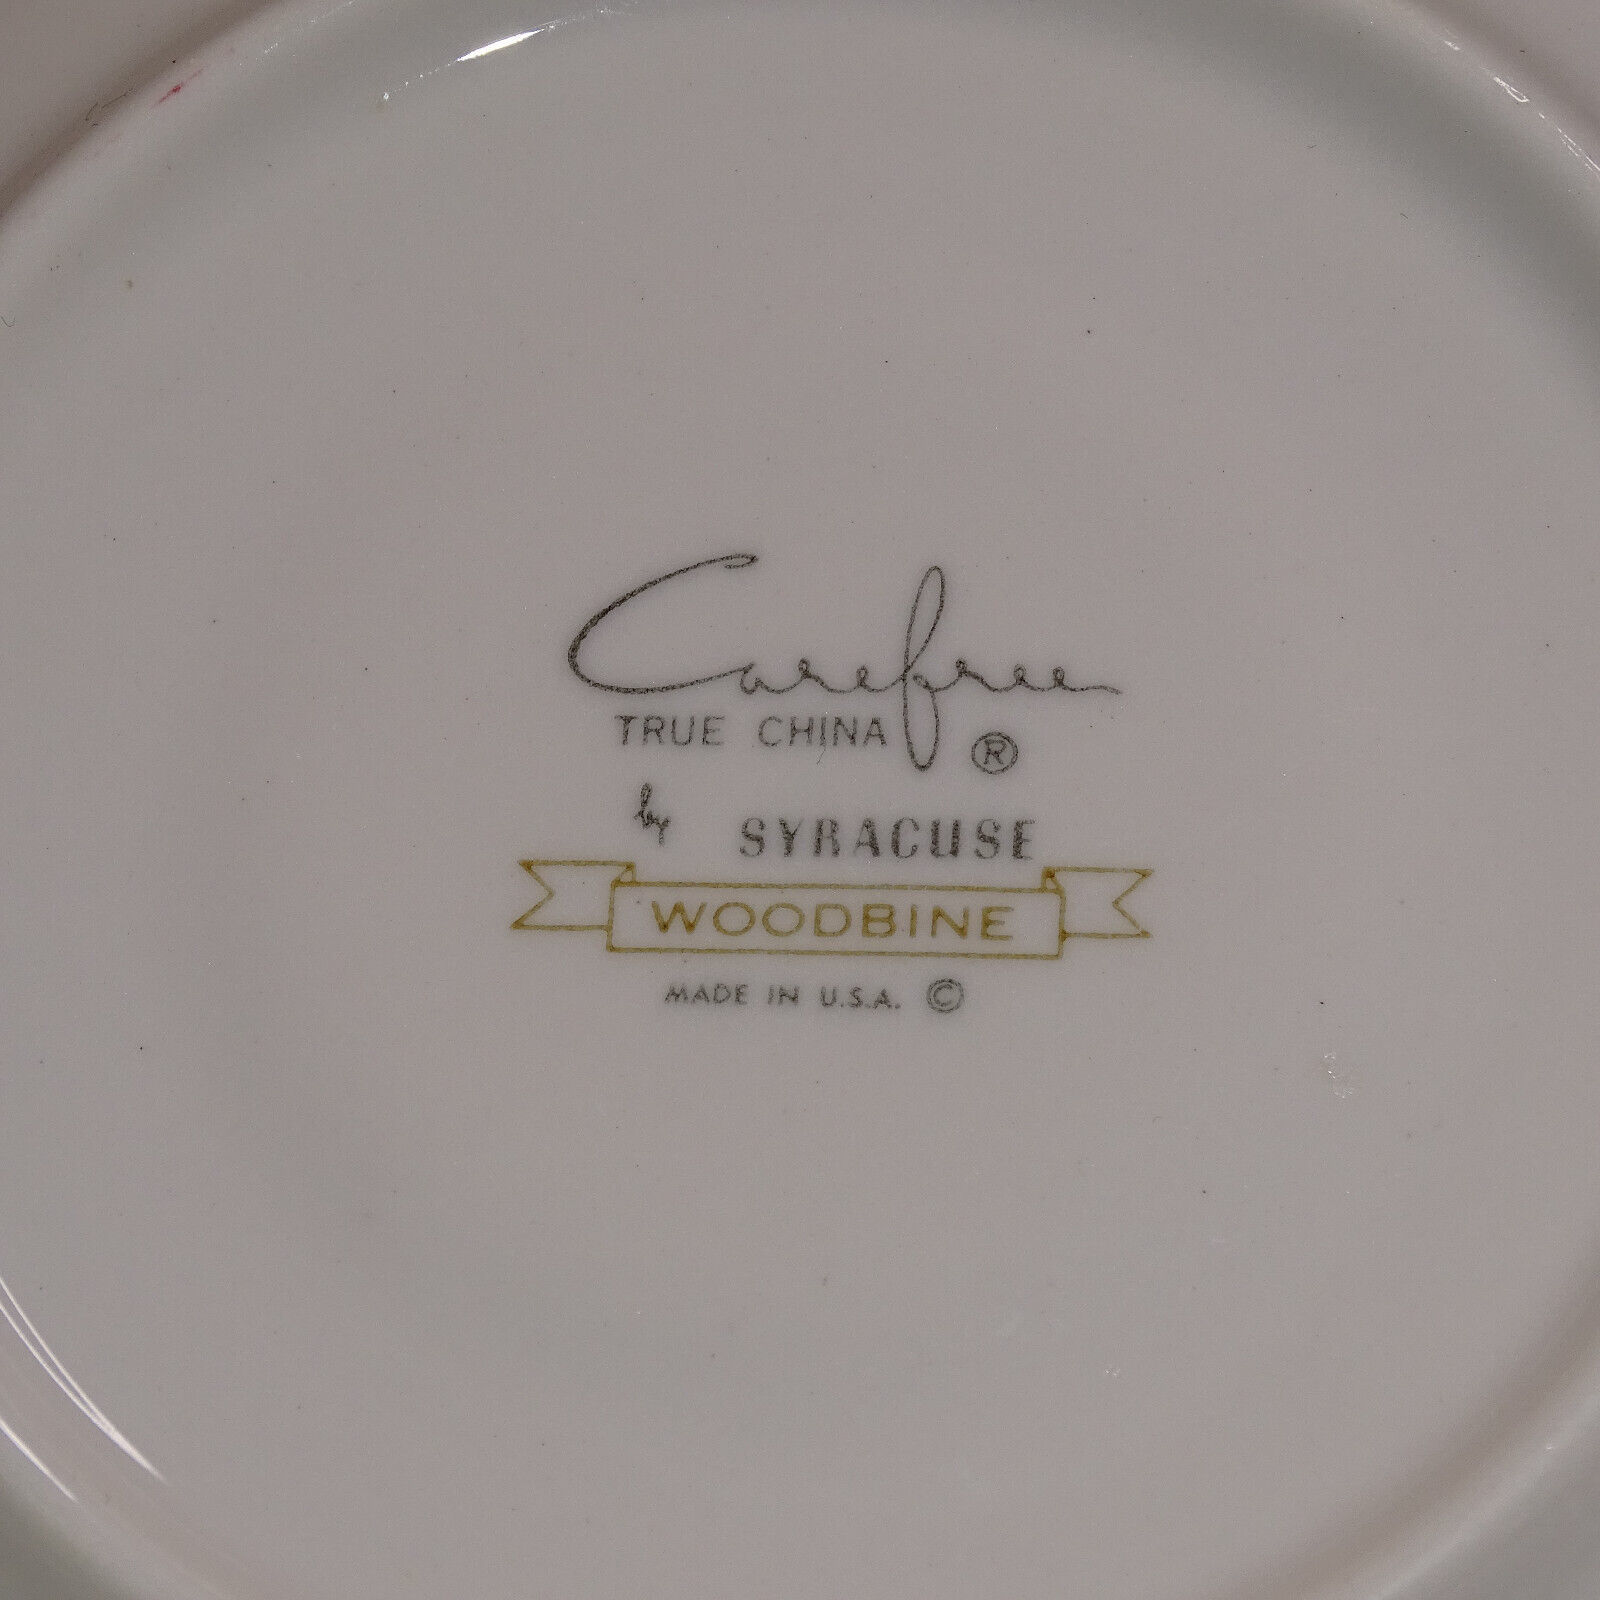 Carefree
TRUE CHINA ®
by SYRACUSE
WOODBINE
MADE IN U.S.A. ©